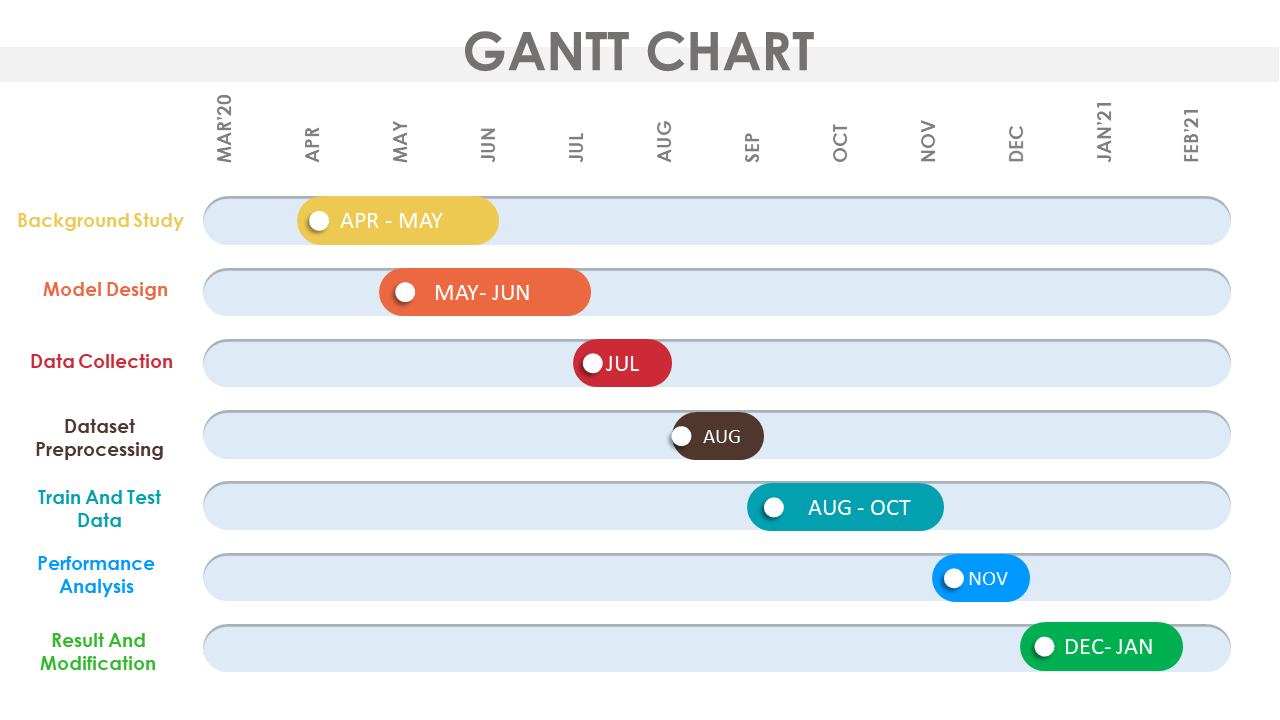 GANTT CHART
MAR’20
APR
MAY
JUN
JUL
AUG
SEP
OCT
NOV
DEC
JAN’21
FEB’21
Background Study
APR - MAY
Model Design
MAY- JUN
Data Collection
JUL
Dataset
Preprocessing
AUG
Train And Test
Data
AUG - OCT
Performance
Analysis
NOV
Result And
Modification
DEC- JAN